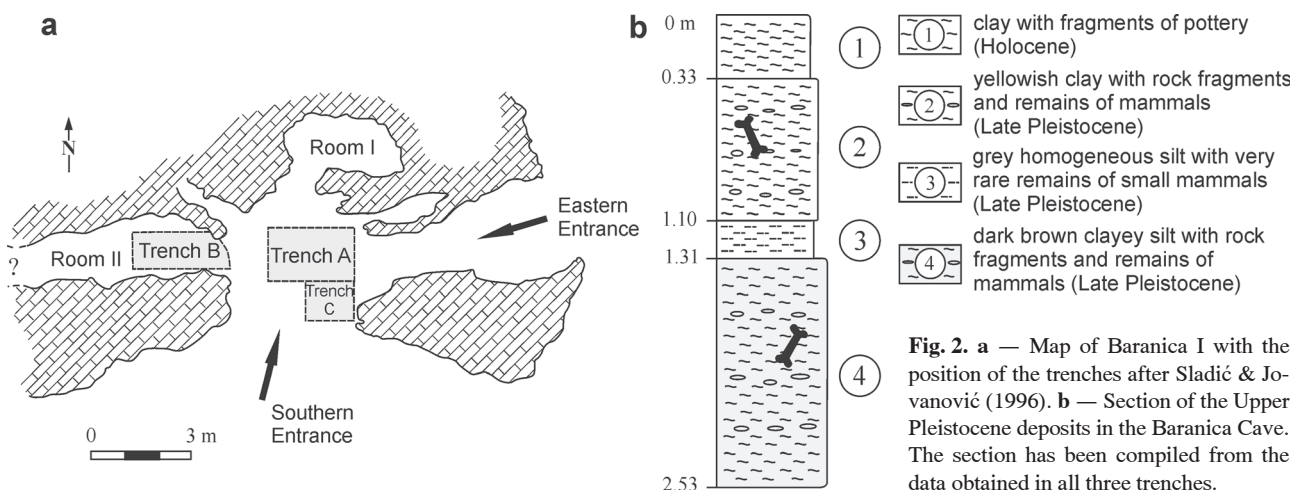 a
N
Room I
Eastern
Entrance
Trench B
Room II
?
Trench A
Trench
C
Southern
Entrance
0 3 m
b
0 m
0.33
1.10
1.31
2.53
1
2
3
4
1
clay with fragments of pottery
(Holocene)
2
yellowish clay with rock fragments
and remains of mammals
(Late Pleistocene)
3
grey homogeneous silt with very
rare remains of small mammals
(Late Pleistocene)
4
dark brown clayey silt with rock
fragments and remains of
mammals (Late Pleistocene)
Fig. 2. a — Map of Baranica I with the
position of the trenches after Sladić & Jo-
vanović (1996). b — Section of the Upper
Pleistocene deposits in the Baranica Cave.
The section has been compiled from the
data obtained in all three trenches.